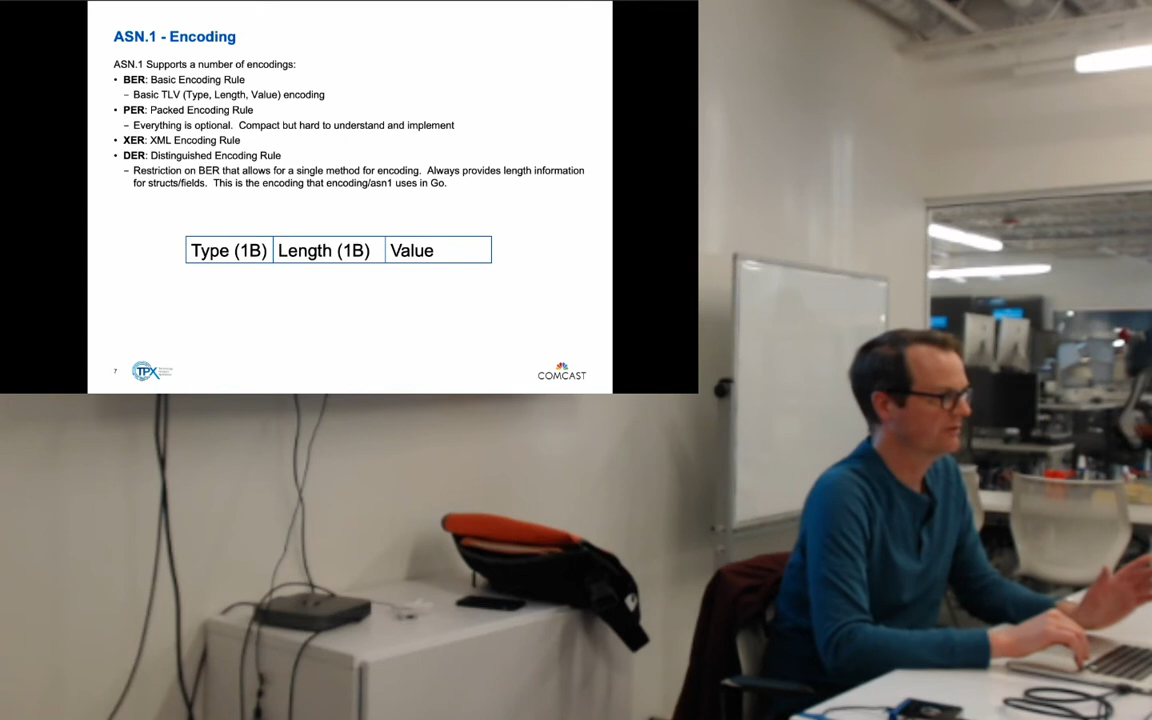 ASN.1 - Encoding
ASN.1 Supports a number of encodings:
• BER: Basic Encoding Rule
– Basic TLV (Type, Length, Value) encoding
• PER: Packed Encoding Rule
– Everything is optional. Compact but hard to understand and implement
• XER: XML Encoding Rule
• DER: Distinguished Encoding Rule
– Restriction on BER that allows for a single method for encoding. Always provides length information
for structs/fields. This is the encoding that encoding/asn1 uses in Go.
Type (1B) Length (1B) Value
7
TPX
COMCAST